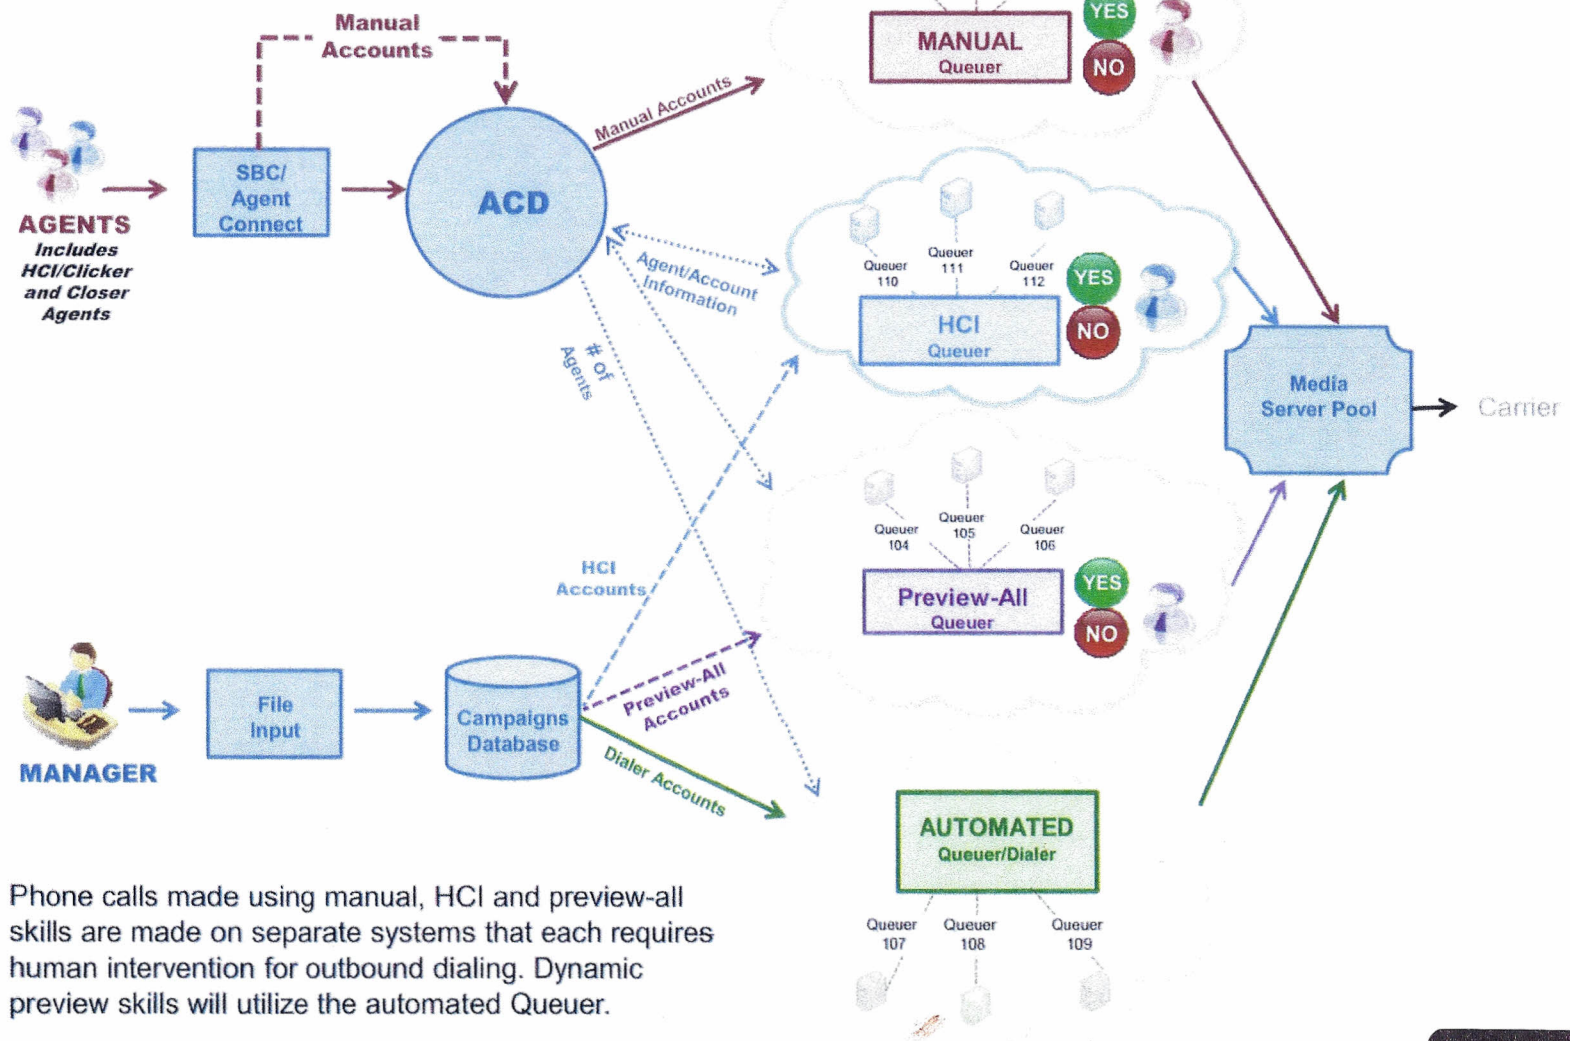 Manual
Accounts
YES
MANUAL
Queuer
NO
Manual Accounts
SBC/
Agent
Connect
ACD
AGENTS
Includes
HCI/Clicker
and Closer
Agents
Agent/Account
Information
# of
Agents
Queuer
110
Queuer
111
Queuer
112
YES
HCI
Queuer
NO
Media
Server Pool
Carrier
Queuer
104
Queuer
105
Queuer
106
HCI
Accounts
YES
Preview-All
Queuer
NO
Preview-All
Accounts
File
Input
Campaigns
Database
MANAGER
Dialer Accounts
AUTOMATED
Queuer/Dialer
Queuer
107
Queuer
108
Queuer
109
Phone calls made using manual, HCI and preview-all
skills are made on separate systems that each requires
human intervention for outbound dialing. Dynamic
preview skills will utilize the automated Queuer.